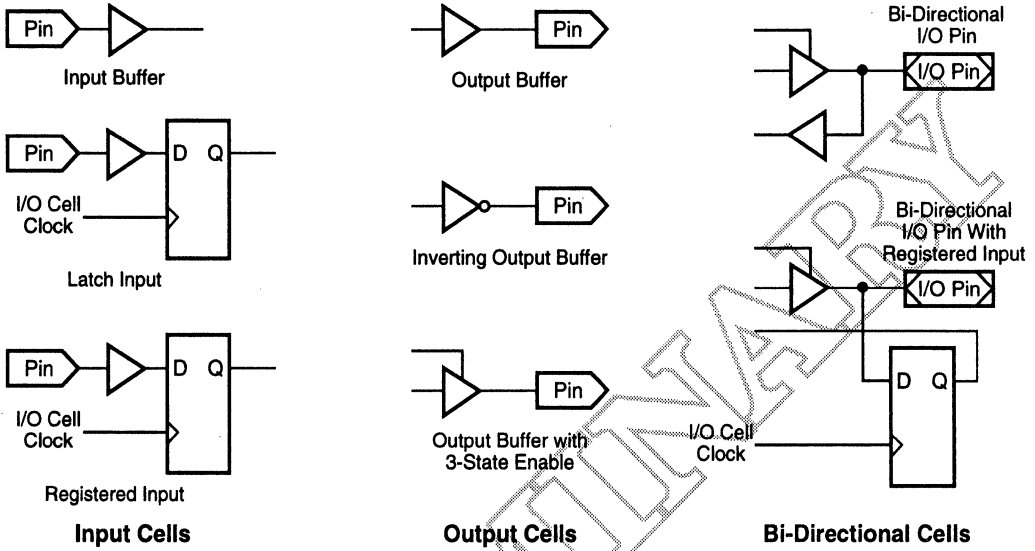 Pin
Input Buffer
Pin
D Q
I/O Cell
Clock
Latch Input
Pin
D Q
I/O Cell
Clock
Registered Input
Input Cells
Pin
Output Buffer
Pin
Inverting Output Buffer
Pin
Output Buffer with
3-State Enable
Output Cells
Bi-Directional
I/O Pin
I/O Pin
Bi-Directional
I/O Pin With
Registered Input
I/O Pin
D Q
I/O Cell
Clock
Bi-Directional Cells
INARY